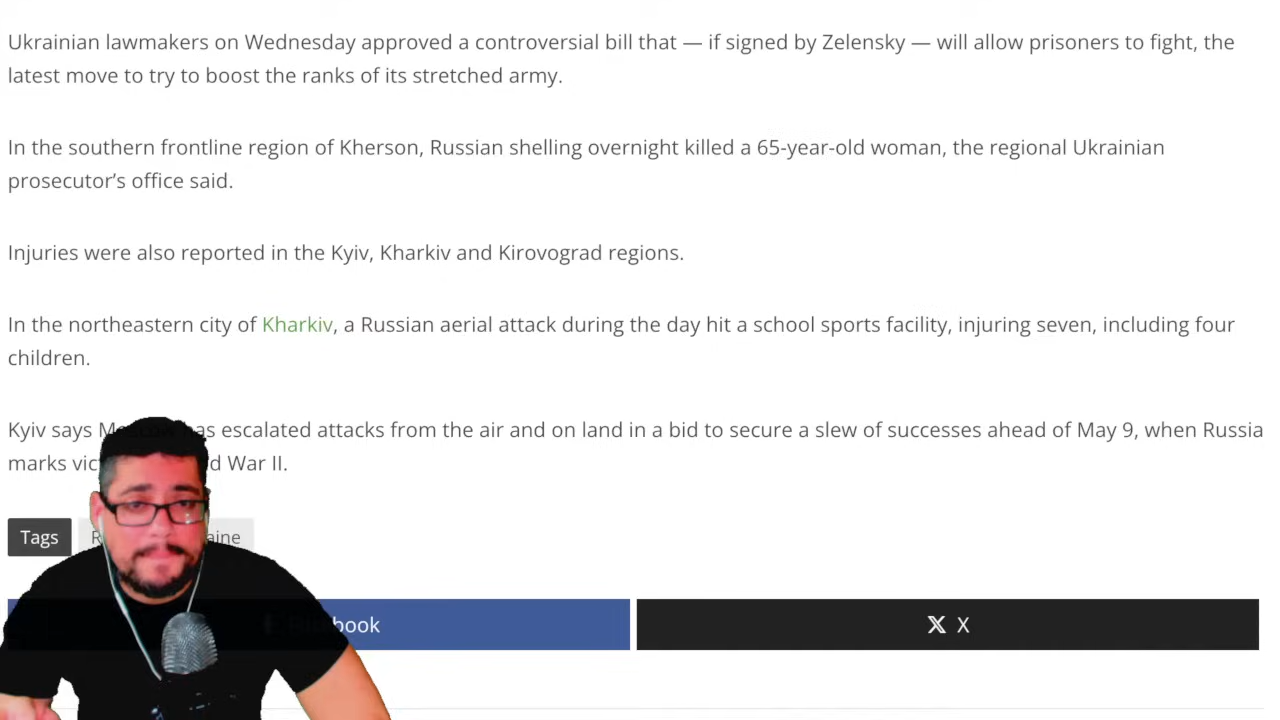 Ukrainian lawmakers on Wednesday approved a controversial bill that — if signed by Zelensky — will allow prisoners to fight, the
latest move to try to boost the ranks of its stretched army.
In the southern frontline region of Kherson, Russian shelling overnight killed a 65-year-old woman, the regional Ukrainian
prosecutor’s office said.
Injuries were also reported in the Kyiv, Kharkiv and Kirovograd regions.
In the northeastern city of Kharkiv, a Russian aerial attack during the day hit a school sports facility, injuring seven, including four
children.
Kyiv says Moscow has escalated attacks from the air and on land in a bid to secure a slew of successes ahead of May 9, when Russia
marks War II.
Tags
X